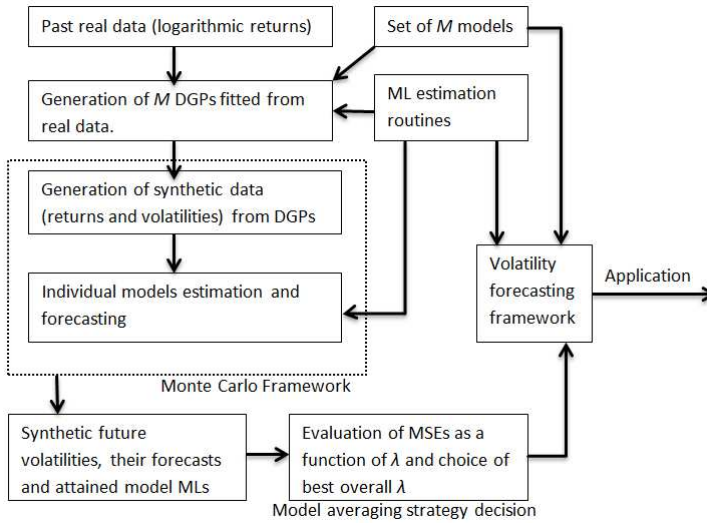 Past real data (logarithmic returns)
Set of M models
Generation of M DGPs fitted from
real data.
ML estimation
routines
Generation of synthetic data
(returns and volatilities) from DGPs
Individual models estimation and
forecasting
Monte Carlo Framework
Volatility
forecasting
framework
Application
Synthetic future
volatilities, their forecasts
and attained model MLs
Evaluation of MSEs as a
function of λ and choice of
best overall λ
Model averaging strategy decision